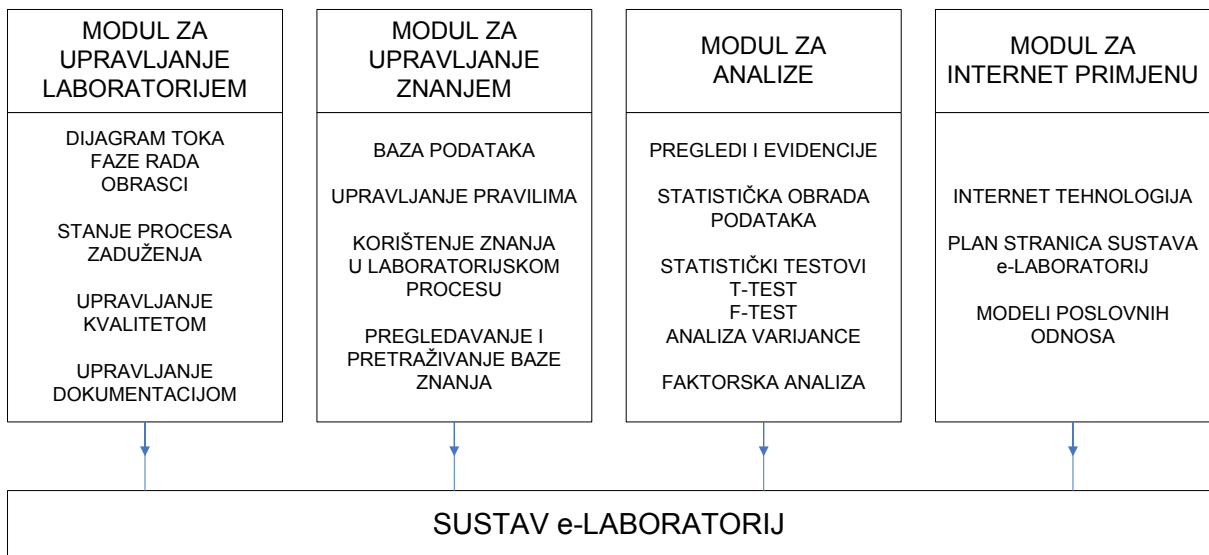 MODUL ZA
UPRAVLJANJE
LABORATORIJEM
DIJAGRAM TOKA
FAZE RADA
OBRASCI
STANJE PROCESA
ZADUŽENJA
UPRAVLJANJE
KVALITETOM
UPRAVLJANJE
DOKUMENTACIJOM
MODUL ZA
UPRAVLJANJE
ZNANJEM
BAZA PODATAKA
UPRAVLJANJE PRAVILIMA
KORIŠTENJE ZNANJA
U LABORATORIJSKOM
PROCESU
PREGLEDAVANJE I
PRETRAŽIVANJE BAZE
ZNANJA
MODUL ZA
ANALIZE
PREGLEDI I EVIDENCIJE
STATISTIČKA OBRADA
PODATAKA
STATISTIČKI TESTOVI
T-TEST
F-TEST
ANALIZA VARIJANCE
FAKTORSKA ANALIZA
MODUL ZA
INTERNET PRIMJENU
INTERNET TEHNOLOGIJA
PLAN STRANICA SUSTAVA
e-LABORATORIJ
MODELI POSLOVNIH
ODNOSA
SUSTAV e-LABORATORIJ